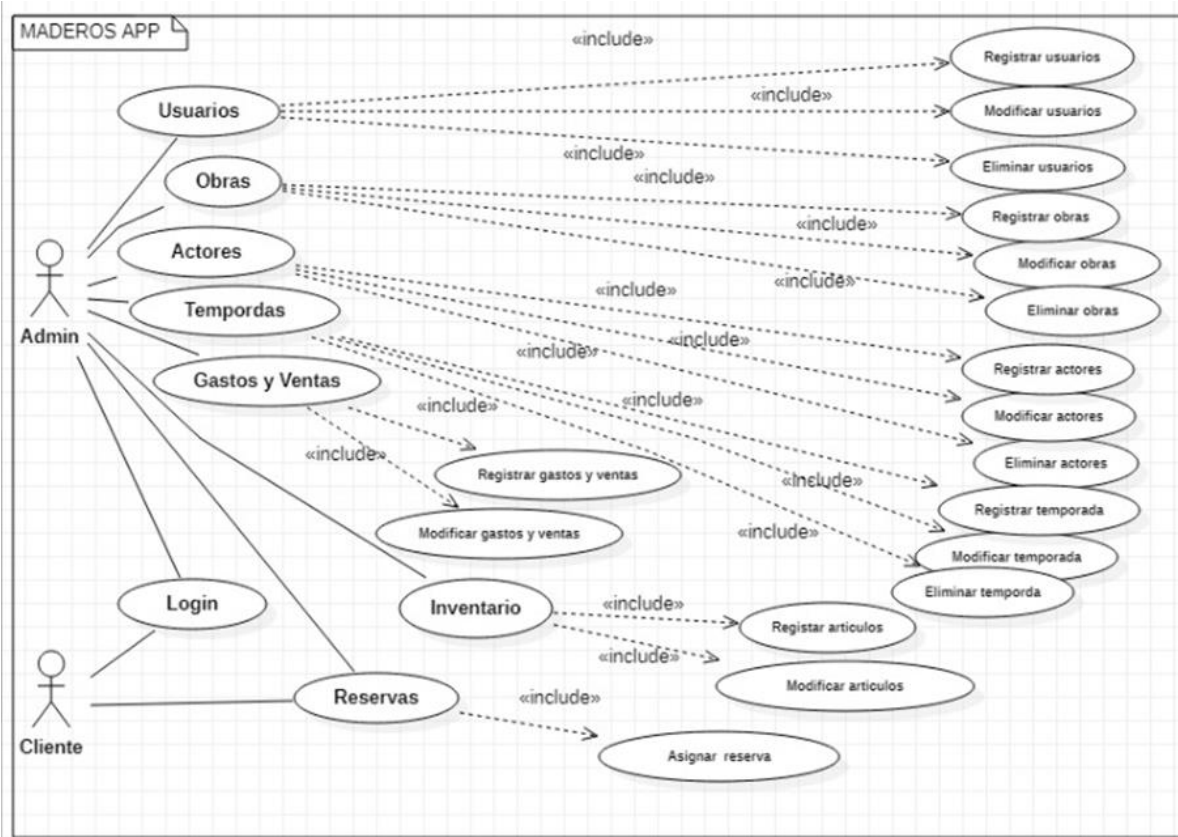 MADEROS APP
«include»
Registrar usuarios
Usuarios
«include»
Modificar usuarios
«include»
Eliminar usuarios
Obras
«include»
Registrar obras
«include»
Modificar obras
Actores
«include»
Eliminar obras
Admin
Tempordas
«include»
«include»
Registrar actores
«include»
Gastos y Ventas
«include»
«include»
Modificar actores
«include»
Eliminar actores
Registrar gastos y ventas
«include»
Registrar temporada
Modificar gastos y ventas
«include»
Modificar temporada
Eliminar temporda
Login
Inventario
«include»
Registar articulos
«include»
Modificar articulos
Reservas
«include»
Cliente
Asignar reserva